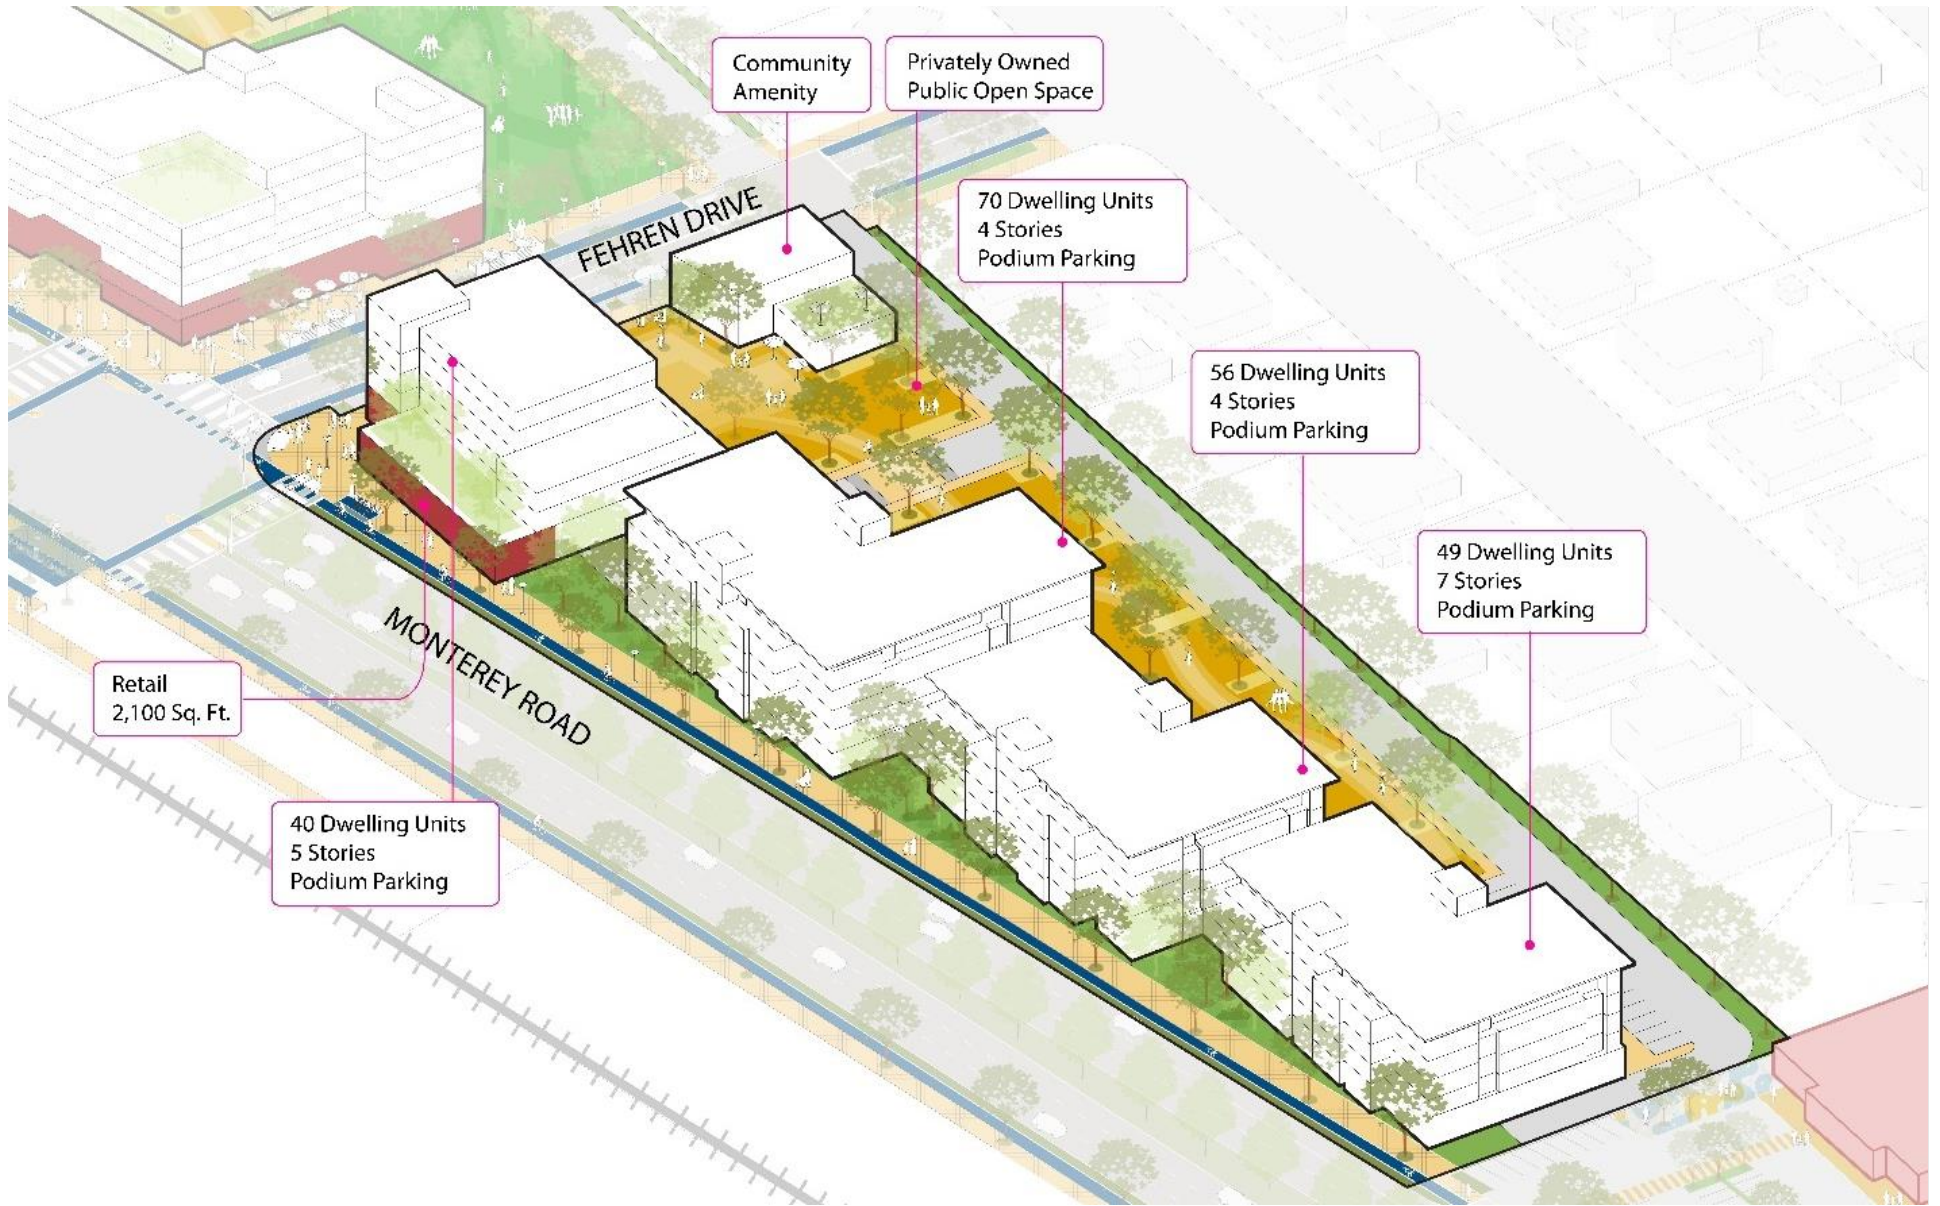 Community
Amenity
Privately Owned
Public Open Space
70 Dwelling Units
4 Stories
Podium Parking
FEHREN DRIVE
56 Dwelling Units
4 Stories
Podium Parking
49 Dwelling Units
7 Stories
Podium Parking
MONTEREY ROAD
Retail
2,100 Sq. Ft.
40 Dwelling Units
5 Stories
Podium Parking